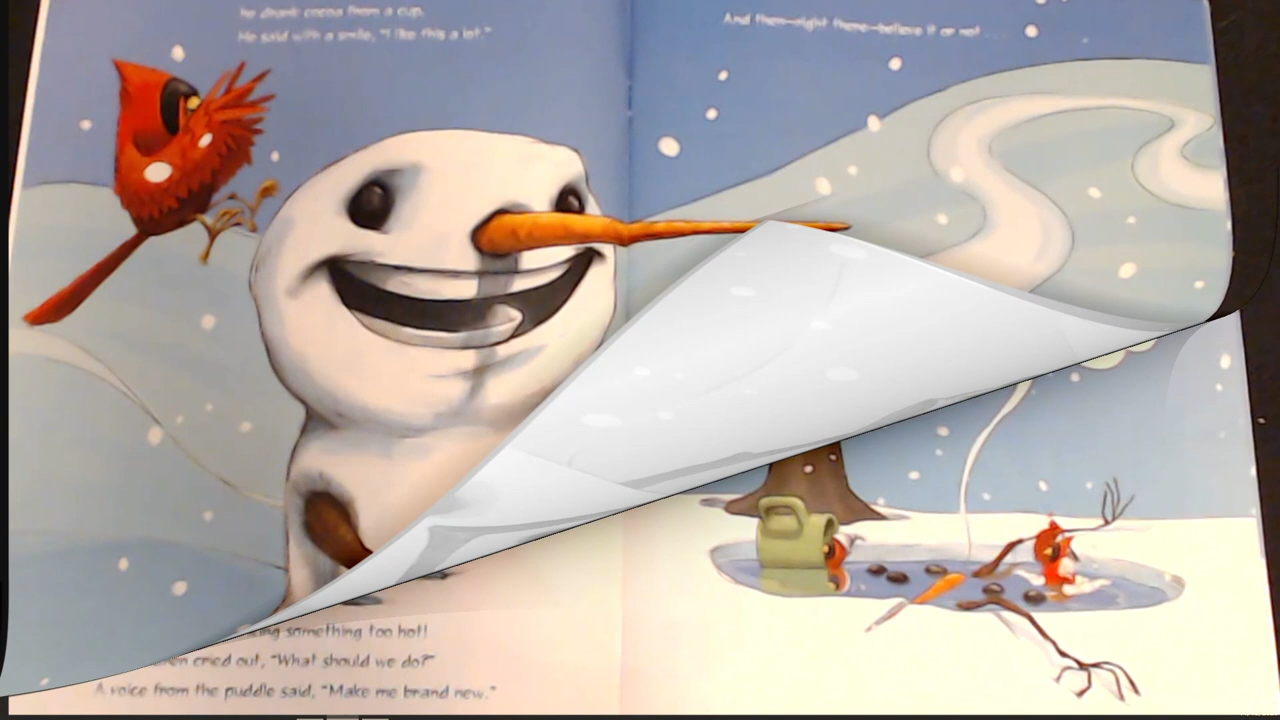 he drank cocoa from a cup.
He said with a smile, "I like this a lot."
And then—right there—believe it or not . . .
something too hot!
cried out, "What should we do?"
A voice from the puddle said, "Make me brand new."